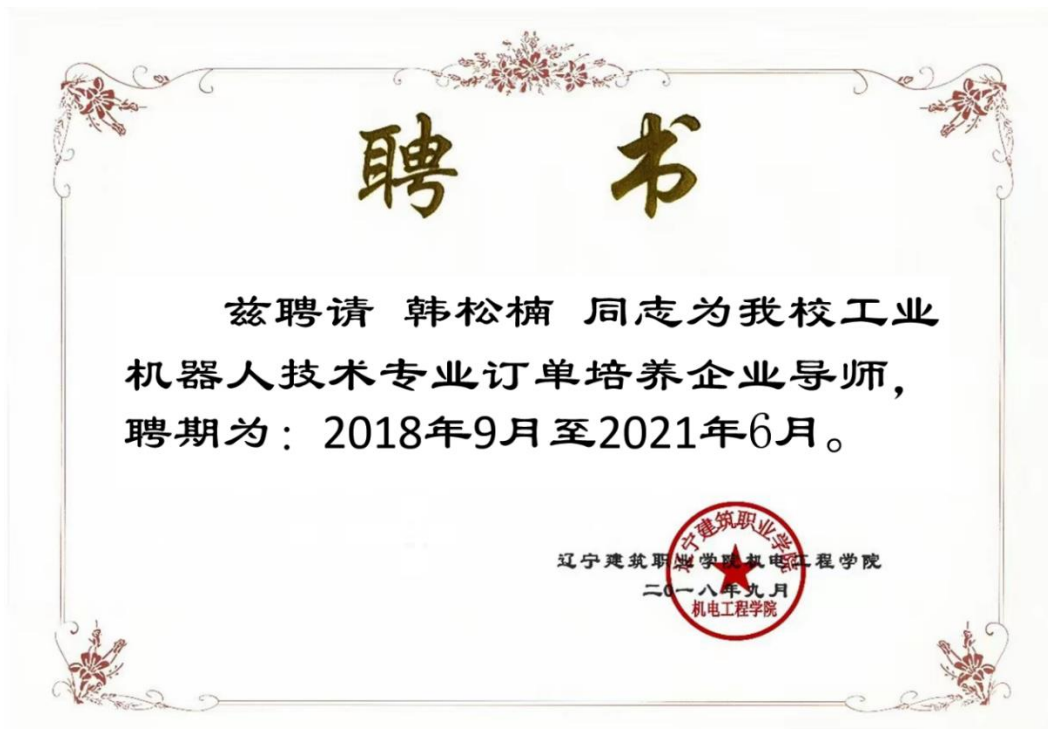 聘 书
兹聘请 韩松楠 同志为我校工业
机器人技术专业订单培养企业导师，
聘期为：2018年9月至2021年6月。
辽宁建筑职业学院机电工程学院
二0一八年九月
辽宁建筑职业学院
机电工程学院